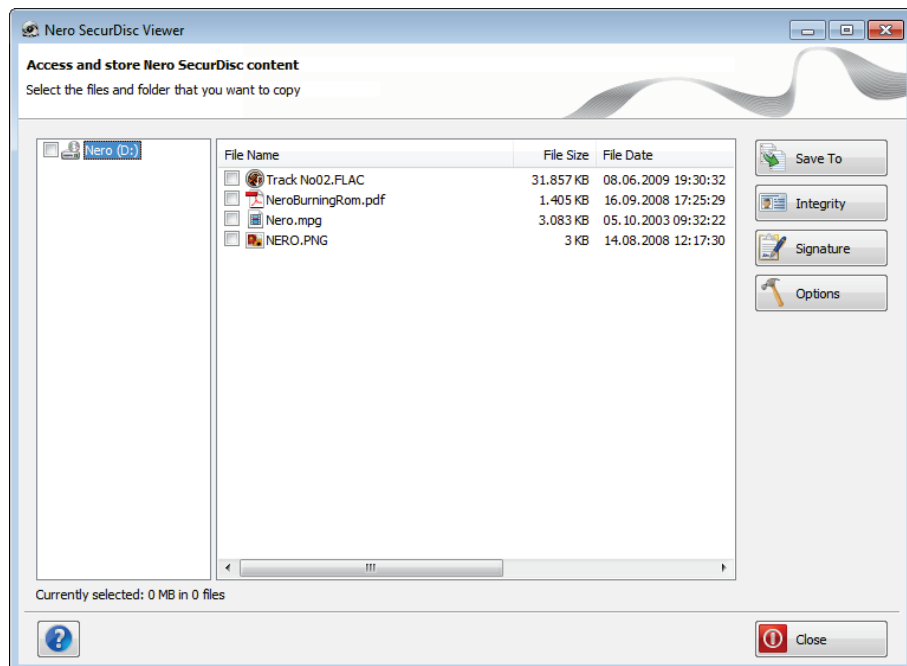 Nero SecurDisc Viewer
Access and store Nero SecurDisc content
Select the files and folder that you want to copy
Nero (D:)
File Name File Size File Date
Track No02.FLAC 31.857 KB 08.06.2009 19:30:32
NeroBurningRom.pdf 1.405 KB 16.09.2008 17:25:29
Nero.mpg 3.083 KB 05.10.2003 09:32:22
NERO.PNG 3 KB 14.08.2008 12:17:30
Save To
Integrity
Signature
Options
Currently selected: 0 MB in 0 files
?
Close